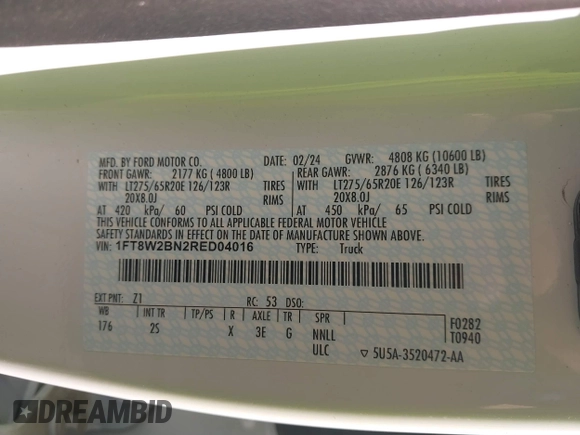 MFD. BY FORD MOTOR CO. DATE: 02/24 GVWR: 4808 KG (10600 LB)
FRONT GAWR: 2177 KG ( 4800 LB) REAR GAWR: 2876 KG ( 6340 LB)
WITH LT275/65R20E 126/123R TIRES WITH LT275/65R20E 126/123R TIRES
20X8.0J RIMS 20X8.0J RIMS
AT 420 kPa/ 60 PSI COLD AT 450 kPa/ 65 PSI COLD
THIS VEHICLE CONFORMS TO ALL APPLICABLE FEDERAL MOTOR VEHICLE
SAFETY STANDARDS IN EFFECT ON THE DATE OF MANUFACTURE SHOWN ABOVE.
VIN: 1FT8W2BN2RED04016 TYPE: Truck
EXT PNT: Z1 RC: 53 DSO:
WB INT TR TP/PS R AXLE TR SPR F0282
176 2S X 3E G NNLL T0940
ULC ▽ 5U5A-3520472-AA
DREAMBID